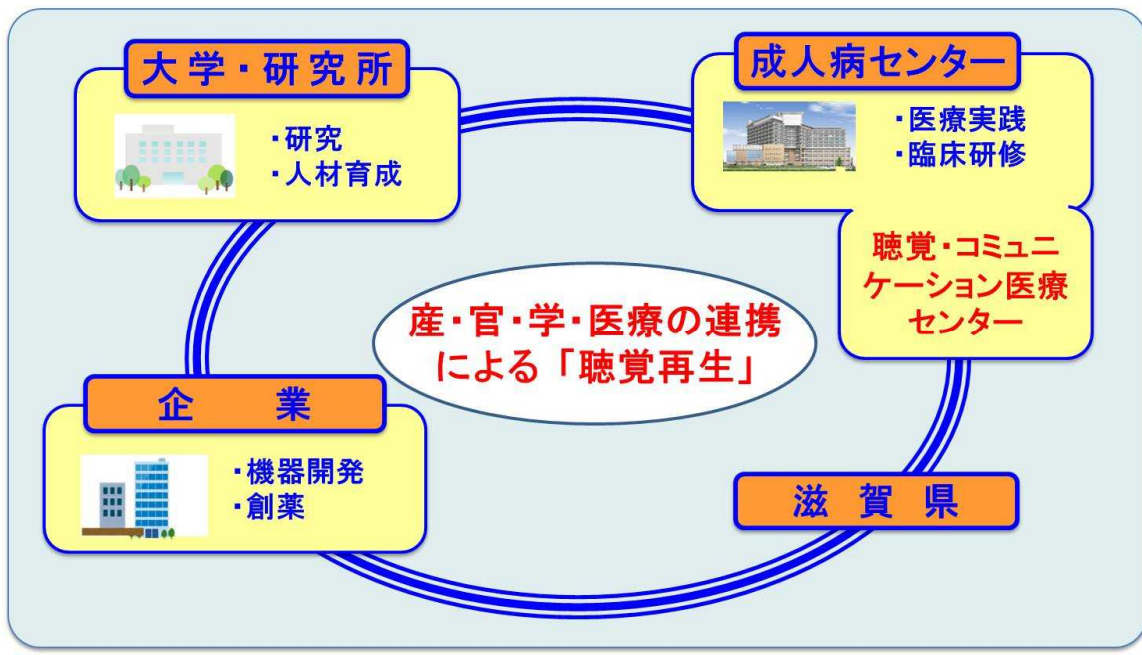 大学・研究所
・研究
・人材育成
成人病センター
・医療実践
・臨床研修
聴覚・コミュニ
ケーション医療
センター
産・官・学・医療の連携
による「聴覚再生」
企　業
・機器開発
・創薬
滋賀県